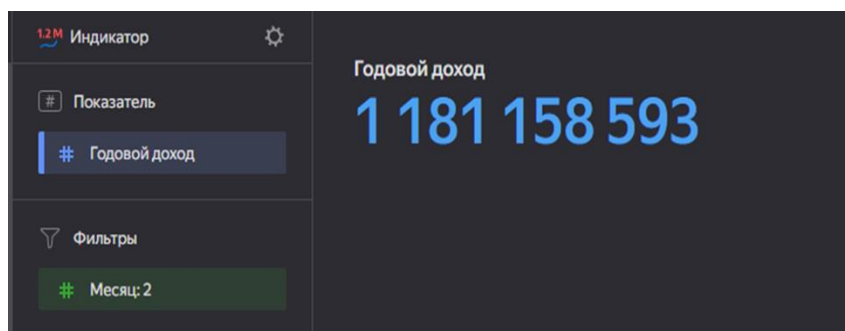 1.2M Индикатор
# Показатель
# Годовой доход
Фильтры
# Месяц: 2
Годовой доход
1 181 158 593